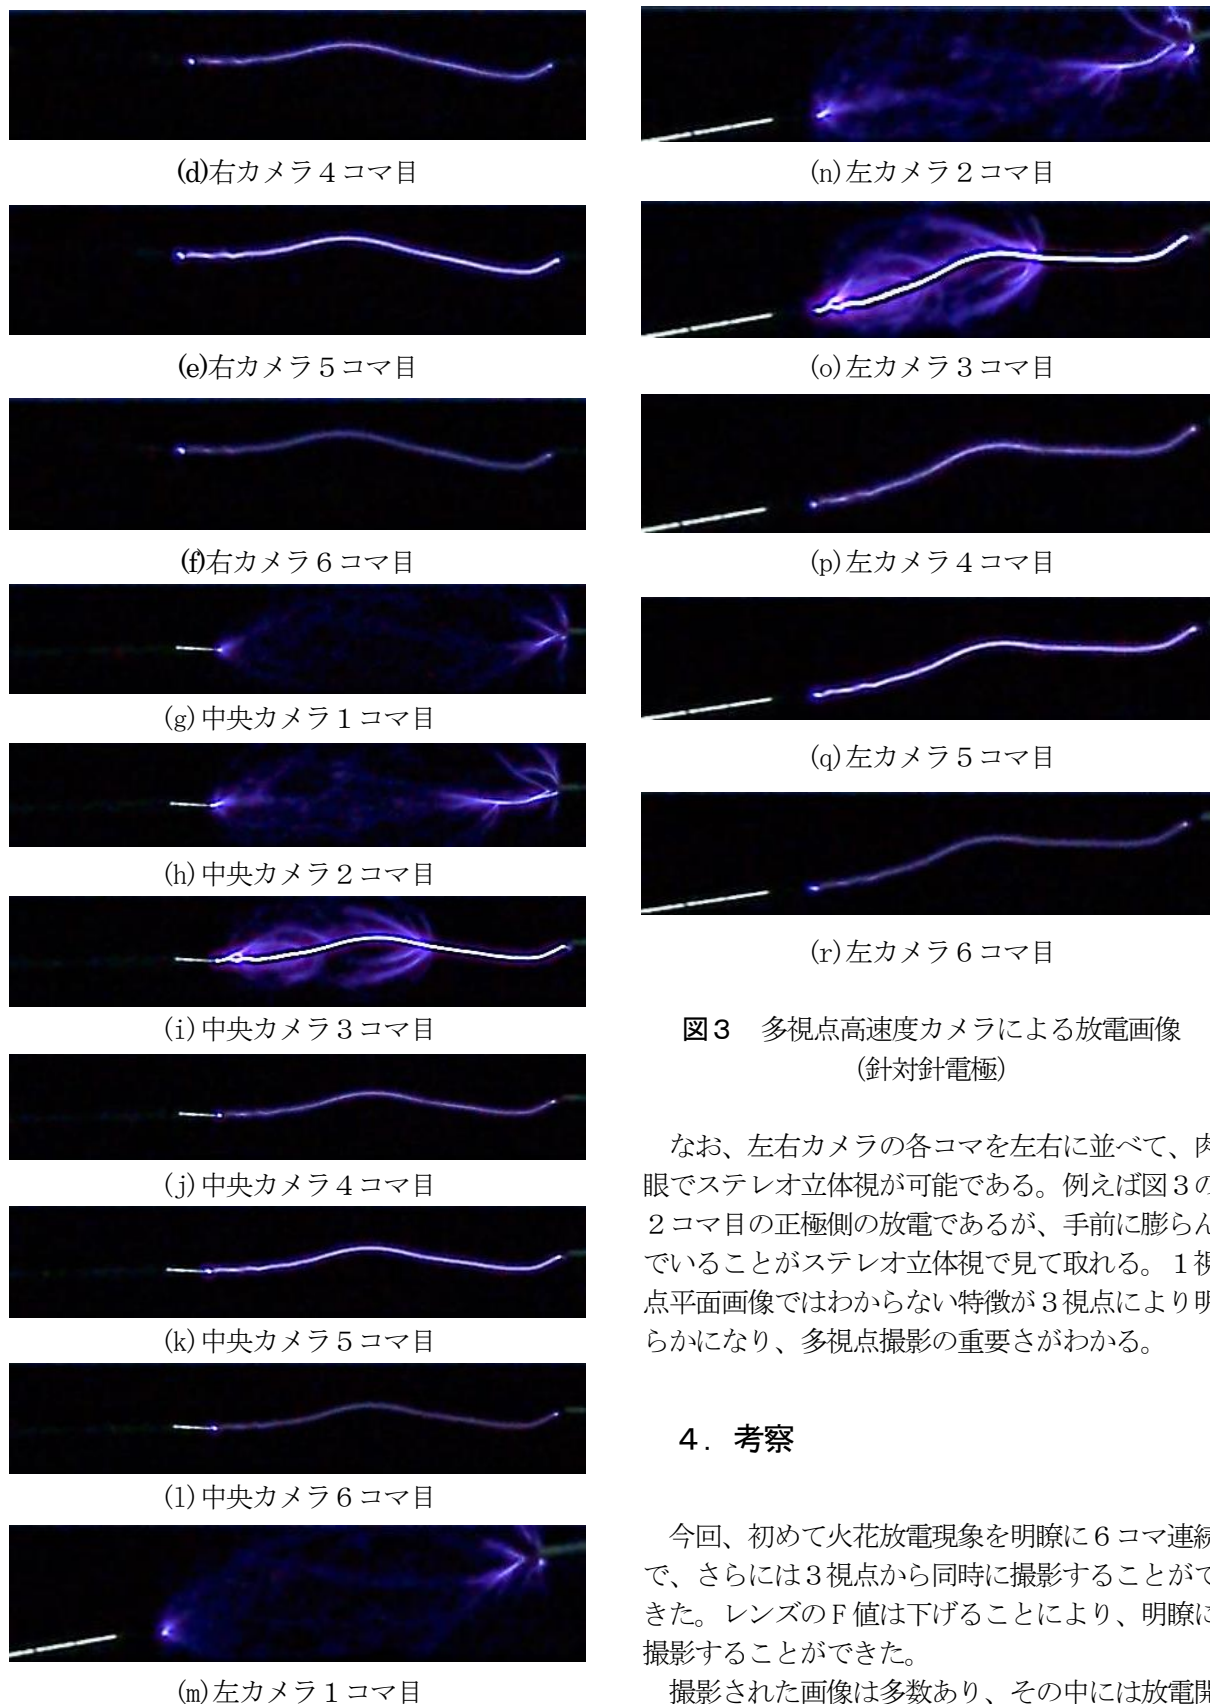 (d)右カメラ４コマ目
(e)右カメラ５コマ目
(f)右カメラ６コマ目
(g)中央カメラ１コマ目
(h)中央カメラ２コマ目
(i)中央カメラ３コマ目
(j)中央カメラ４コマ目
(k)中央カメラ５コマ目
(l)中央カメラ６コマ目
(m)左カメラ１コマ目
(n)左カメラ２コマ目
(o)左カメラ３コマ目
(p)左カメラ４コマ目
(q)左カメラ５コマ目
(r)左カメラ６コマ目
図３　多視点高速度カメラによる放電画像
（針対針電極）
なお、左右カメラの各コマを左右に並べて、肉
眼でステレオ立体視が可能である。例えば図３の
２コマ目の正極側の放電であるが、手前に膨らん
でいることがステレオ立体視で見て取れる。１視
点平面画像ではわからない特徴が３視点により明
らかになり、多視点撮影の重要さがわかる。
４．考察
今回、初めて火花放電現象を明瞭に６コマ連続
で、さらには３視点から同時に撮影することがで
きた。レンズのＦ値は下げることにより、明瞭に
撮影することができた。
撮影された画像は多数あり、その中には放電開